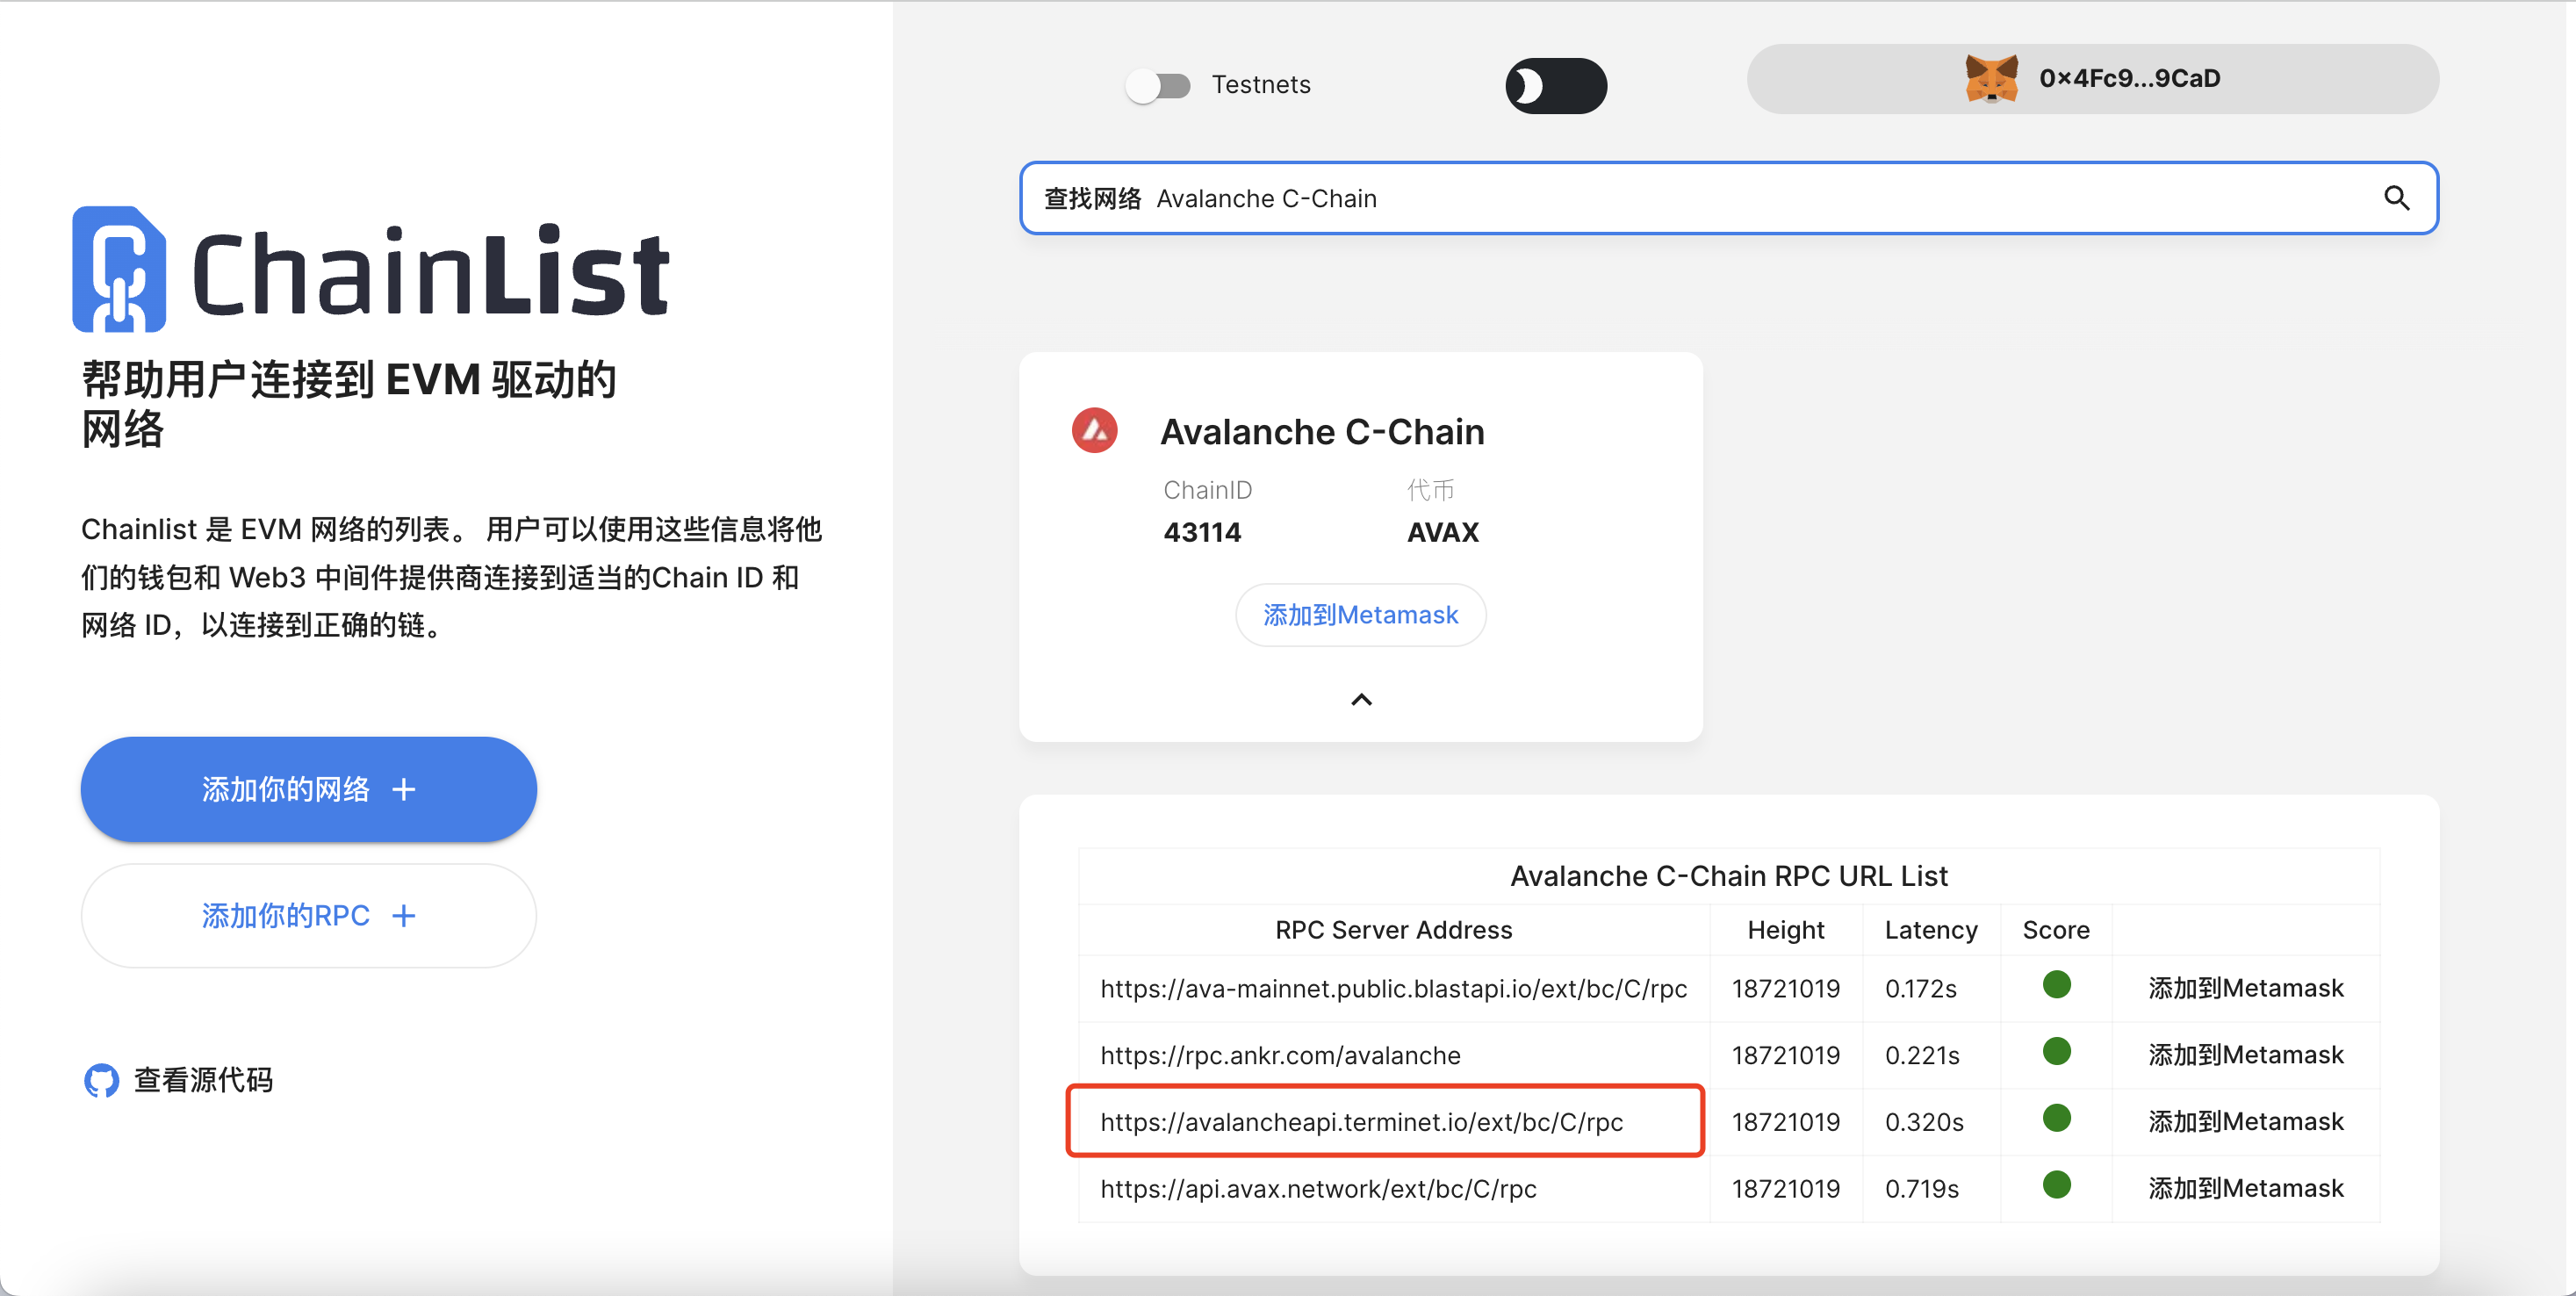 ChainList
帮助用户连接到 EVM 驱动的
网络
Chainlist 是 EVM 网络的列表。 用户可以使用这些信息将他
们的钱包和 Web3 中间件提供商连接到适当的Chain ID 和
网络 ID，以连接到正确的链。
添加你的网络 +
添加你的RPC +
查看源代码
Testnets
0×4Fc9...9CaD
查找网络 Avalanche C-Chain
Avalanche C-Chain
ChainID 代币
43114 AVAX
添加到Metamask
Avalanche C-Chain RPC URL List
RPC Server Address Height Latency Score
https://ava-mainnet.public.blastapi.io/ext/bc/C/rpc 18721019 0.172s 添加到Metamask
https://rpc.ankr.com/avalanche 18721019 0.221s 添加到Metamask
https://avalancheapi.terminet.io/ext/bc/C/rpc 18721019 0.320s 添加到Metamask
https://api.avax.network/ext/bc/C/rpc 18721019 0.719s 添加到Metamask